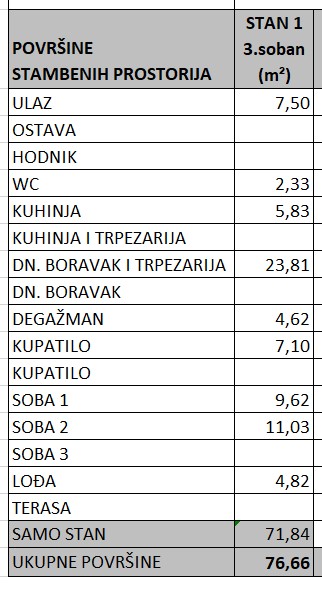 POVRŠINE
STAMBENIH PROSTORIJA
STAN 1
3.soban
(m²)
ULAZ 7,50
OSTAVA
HODNIK
WC 2,33
KUHINJA 5,83
KUHINJA I TRPEZARIJA
DN. BORAVAK I TRPEZARIJA 23,81
DN. BORAVAK
DEGAŽMAN 4,62
KUPATILO 7,10
KUPATILO
SOBA 1 9,62
SOBA 2 11,03
SOBA 3
LOĐA 4,82
TERASA
SAMO STAN 71,84
UKUPNE POVRŠINE 76,66